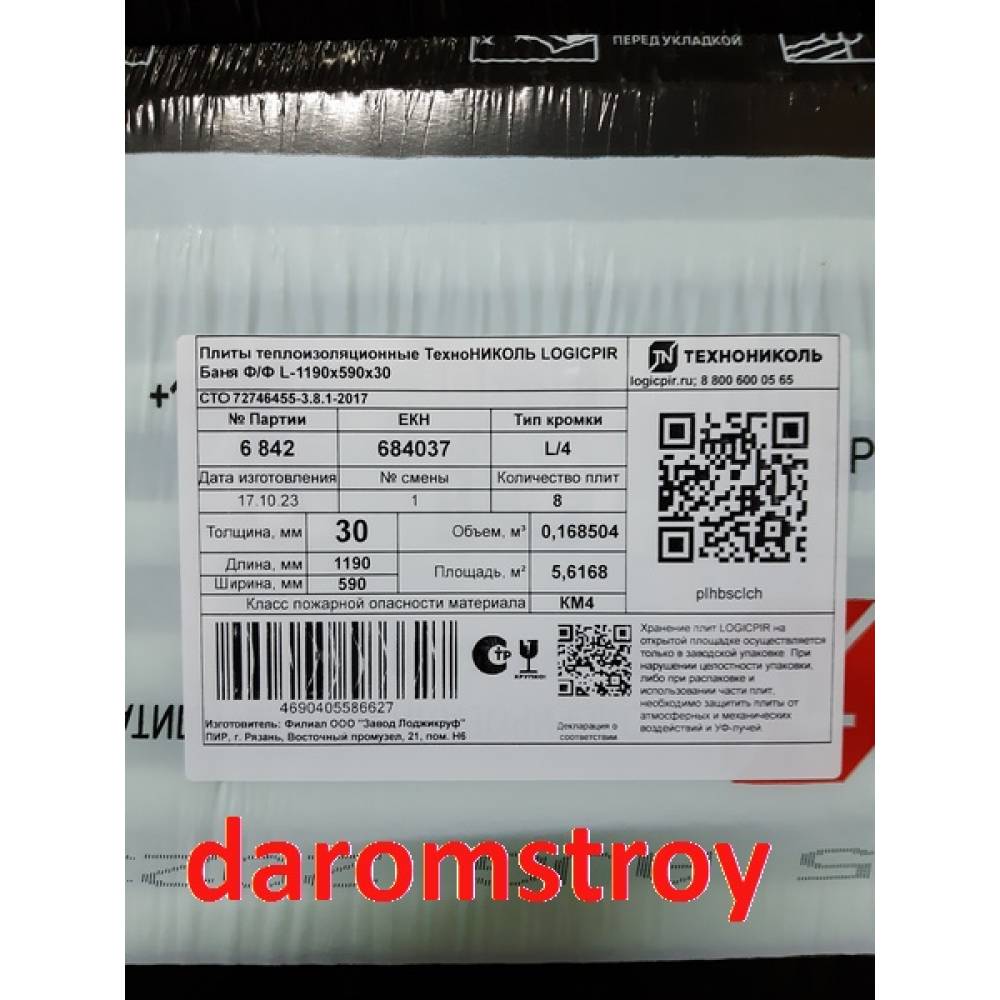 ПЕРЕД УКЛАДКОЙ
Плиты теплоизоляционные ТехноНИКОЛЬ LOGICPIR
Баня Ф/Ф L-1190x590x30
СТО 72746455-3.8.1-2017
№ Партии ЕКН Тип кромки
6 842 684037 L/4
Дата изготовления № смены Количество плит
17.10.23 1 8
Толщина, мм 30 Объем, м³ 0,168504
Длина, мм 1190
Ширина, мм 590
Площадь, м² 5,6168
Класс пожарной опасности материала КМ4
ТЕХНОНИКОЛЬ
logicpir.ru; 8 800 600 05 65
plhbsclch
4690405586627
Изготовитель: Филиал ООО "Завод Лоджикруф"
ПИР, г. Рязань, Восточный промузел, 21, пом. Н6
ТР
ХРУПКОЕ!
Декларация о
соответствии
Хранение плит LOGICPIR на
открытой площадке осуществляется
только в заводской упаковке. При
нарушении целостности упаковки,
либо при распаковке и
использовании части плит,
необходимо защитить плиты от
атмосферных и механических
воздействий и УФ-лучей.
daromstroy